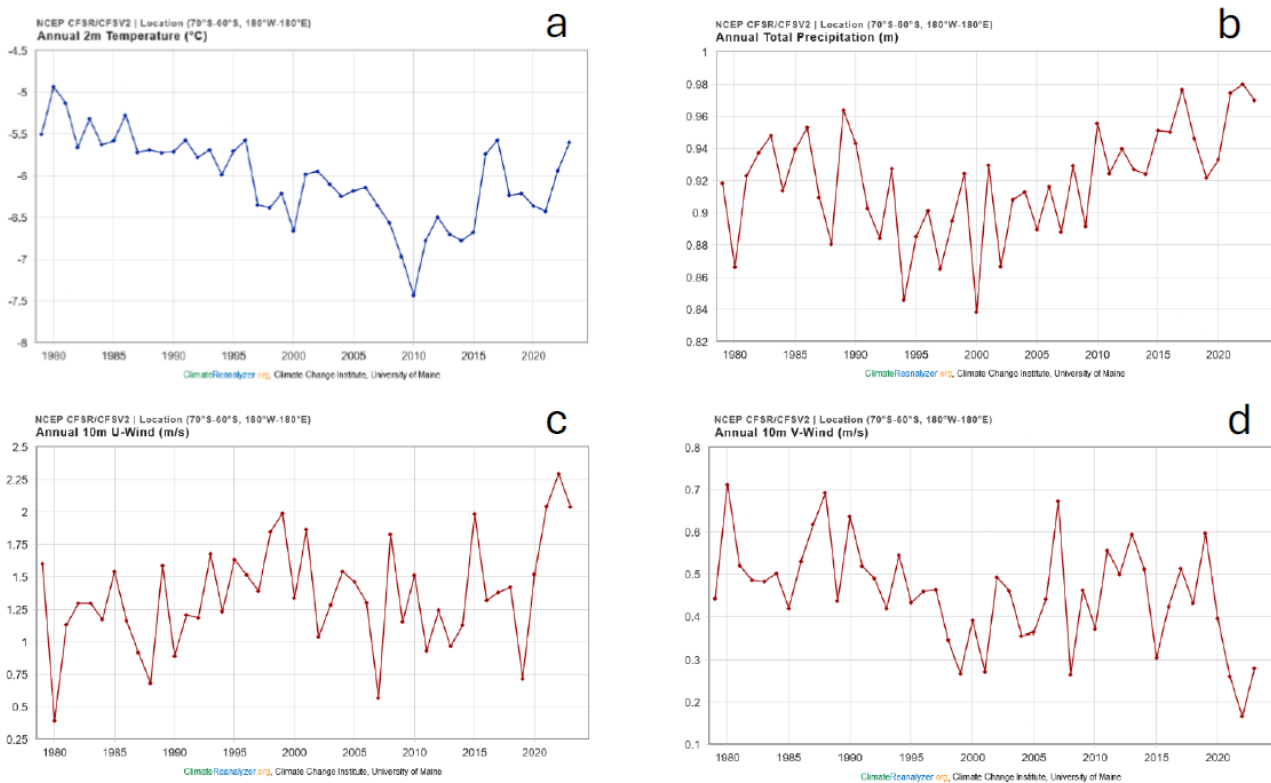 a
NCEP CFSR/CFSV2 | Location (70°S-60°S, 180°W-180°E)
Annual 2m Temperature (°C)
-4.5
-5
-5.5
-6
-6.5
-7
-7.5
-8
1980 1985 1990 1995 2000 2005 2010 2015 2020
ClimateReanalyzer.org, Climate Change Institute, University of Maine
b
NCEP CFSR/CFSV2 | Location (70°S-60°S, 180°W-180°E)
Annual Total Precipitation (m)
1
0.98
0.96
0.94
0.92
0.9
0.88
0.86
0.84
0.82
1980 1985 1990 1995 2000 2005 2010 2015 2020
ClimateReanalyzer.org, Climate Change Institute, University of Maine
c
NCEP CFSR/CFSV2 | Location (70°S-60°S, 180°W-180°E)
Annual 10m U-Wind (m/s)
2.5
2.25
2
1.75
1.5
1.25
1
0.75
0.5
0.25
1980 1985 1990 1995 2000 2005 2010 2015 2020
ClimateReanalyzer.org, Climate Change Institute, University of Maine
d
NCEP CFSR/CFSV2 | Location (70°S-60°S, 180°W-180°E)
Annual 10m V-Wind (m/s)
0.8
0.7
0.6
0.5
0.4
0.3
0.2
0.1
1980 1985 1990 1995 2000 2005 2010 2015 2020
ClimateReanalyzer.org, Climate Change Institute, University of Maine